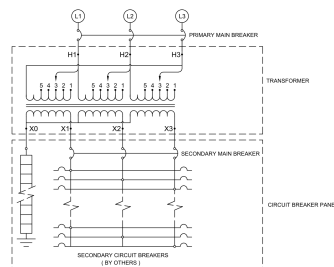 L1 L2 L3
PRIMARY MAIN BREAKER
H1 H2 H3
5 4 3 2 1 5 4 3 2 1 5 4 3 2 1
TRANSFORMER
X0 X1 X2 X3
SECONDARY MAIN BREAKER
CIRCUIT BREAKER PANE
SECONDARY CIRCUIT BREAKERS
( BY OTHERS )